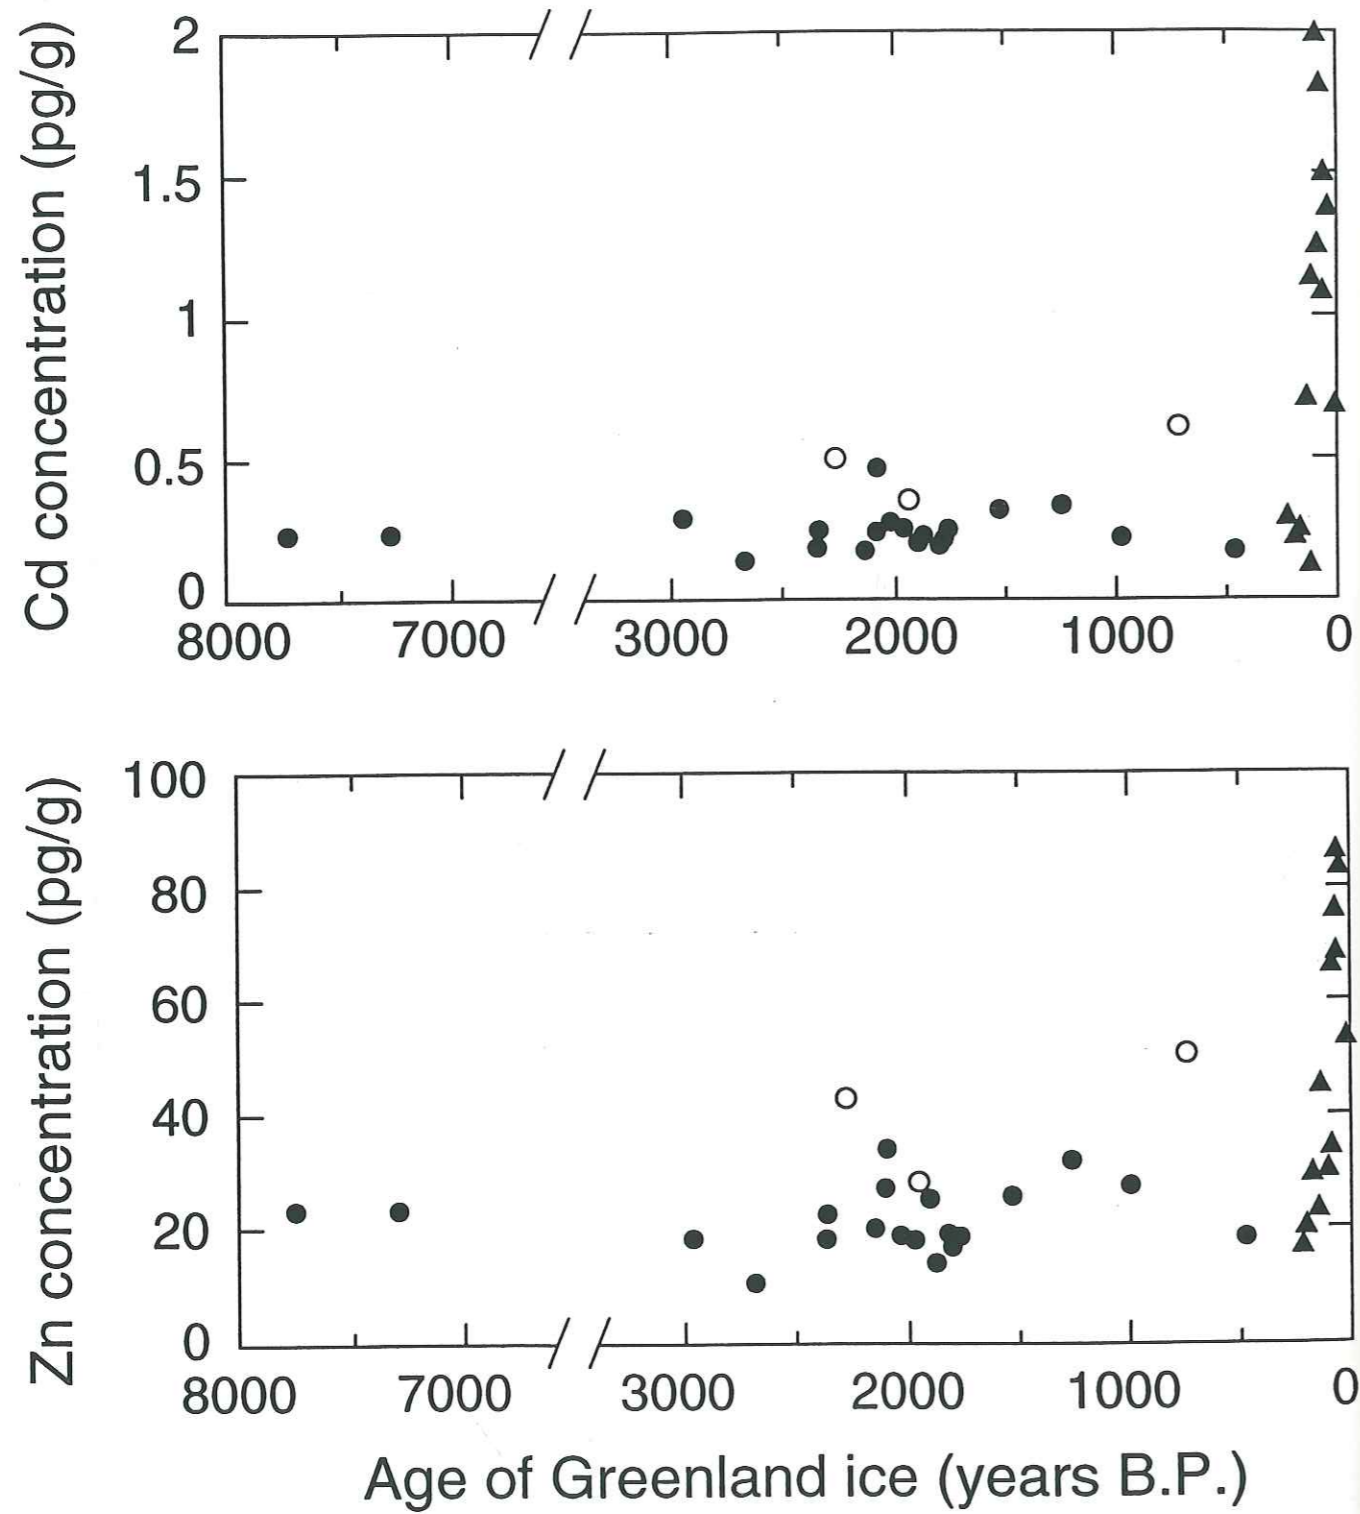 Cd concentration (pg/g)
2
1.5
1
0.5
0
8000 7000 3000 2000 1000 0
Zn concentration (pg/g)
100
80
60
40
20
0
8000 7000 3000 2000 1000 0
Age of Greenland ice (years B.P.)